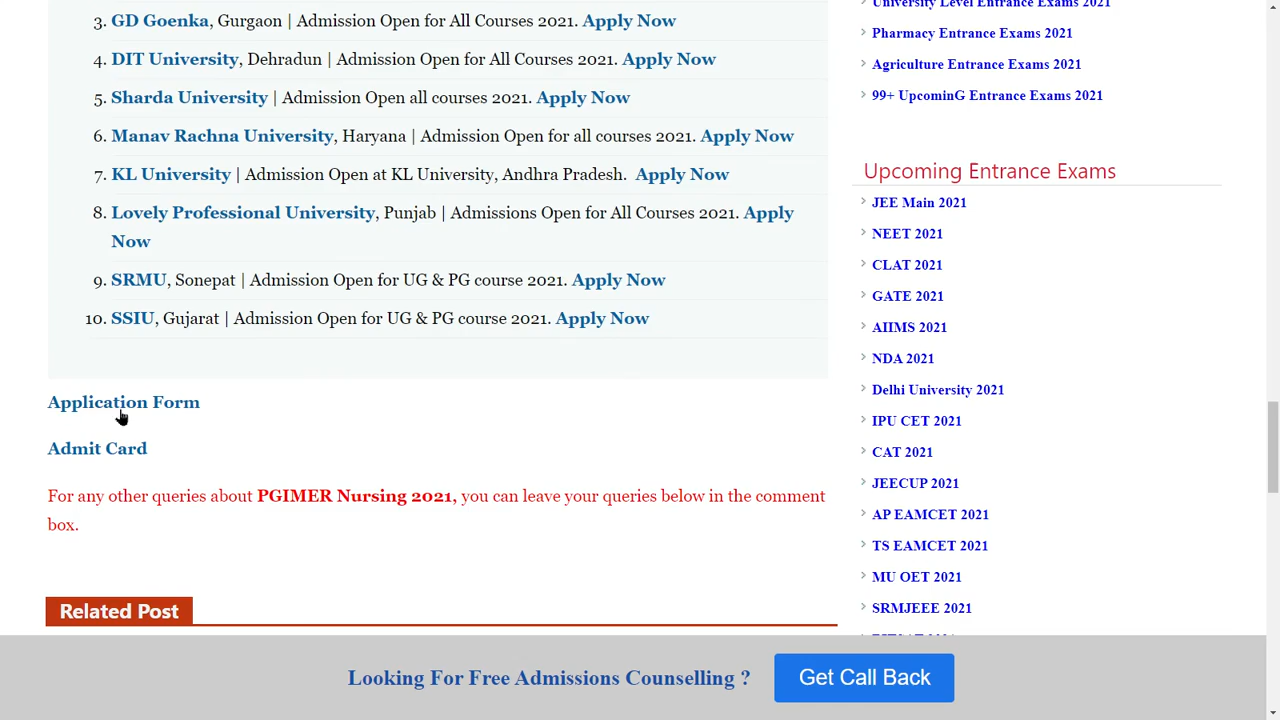 3. GD Goenka, Gurgaon | Admission Open for All Courses 2021. Apply Now
4. DIT University, Dehradun | Admission Open for All Courses 2021. Apply Now
5. Sharda University | Admission Open all courses 2021. Apply Now
6. Manav Rachna University, Haryana | Admission Open for all courses 2021. Apply Now
7. KL University | Admission Open at KL University, Andhra Pradesh. Apply Now
8. Lovely Professional University, Punjab | Admissions Open for All Courses 2021. Apply
Now
9. SRMU, Sonepat | Admission Open for UG & PG course 2021. Apply Now
10. SSIU, Gujarat | Admission Open for UG & PG course 2021. Apply Now
Application Form
Admit Card
For any other queries about PGIMER Nursing 2021, you can leave your queries below in the comment
box.
Related Post
University Level Entrance Exams 2021
Pharmacy Entrance Exams 2021
Agriculture Entrance Exams 2021
99+ UpcominG Entrance Exams 2021
Upcoming Entrance Exams
JEE Main 2021
NEET 2021
CLAT 2021
GATE 2021
AIIMS 2021
NDA 2021
Delhi University 2021
IPU CET 2021
CAT 2021
JEECUP 2021
AP EAMCET 2021
TS EAMCET 2021
MU OET 2021
SRMJEEE 2021
Looking For Free Admissions Counselling ?
Get Call Back